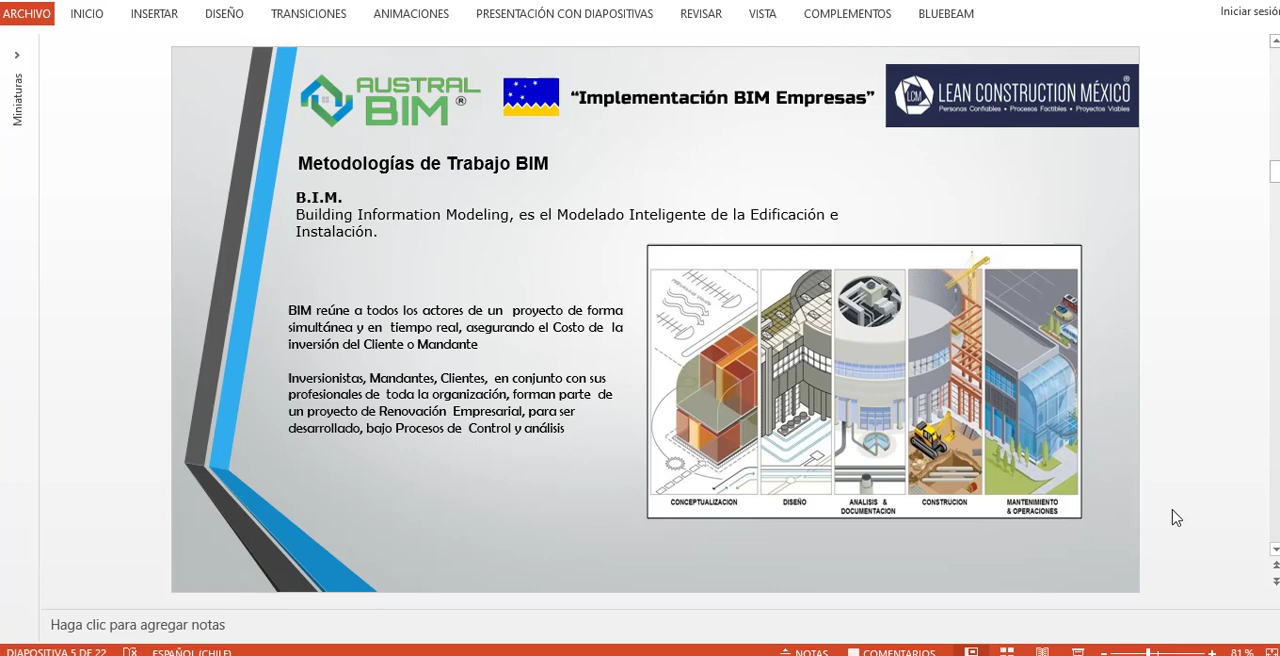 ARCHIVO INICIO INSERTAR DISEÑO TRANSICIONES ANIMACIONES PRESENTACIÓN CON DIAPOSITIVAS REVISAR VISTA COMPLEMENTOS BLUEBEAM Iniciar sesión
Miniaturas
AUSTRAL
BIM®
“Implementación BIM Empresas”
LCM
LEAN CONSTRUCTION MÉXICO®
Personas Confiables • Procesos Factibles • Proyectos Viables
Metodologías de Trabajo BIM
B.I.M.
Building Information Modeling, es el Modelado Inteligente de la Edificación e
Instalación.
BIM reúne a todos los actores de un proyecto de forma
simultánea y en tiempo real, asegurando el Costo de la
inversión del Cliente o Mandante
Inversionistas, Mandantes, Clientes, en conjunto con sus
profesionales de toda la organización, forman parte de
un proyecto de Renovación Empresarial, para ser
desarrollado, bajo Procesos de Control y análisis
CONCEPTUALIZACION
DISEÑO
ANALISIS &
DOCUMENTACION
CONSTRUCION
MANTENIMIENTO
& OPERACIONES
Haga clic para agregar notas
DIAPOSITIVA 5 DE 22 ESPAÑOL (CHILE) NOTAS COMENTARIOS 81 %